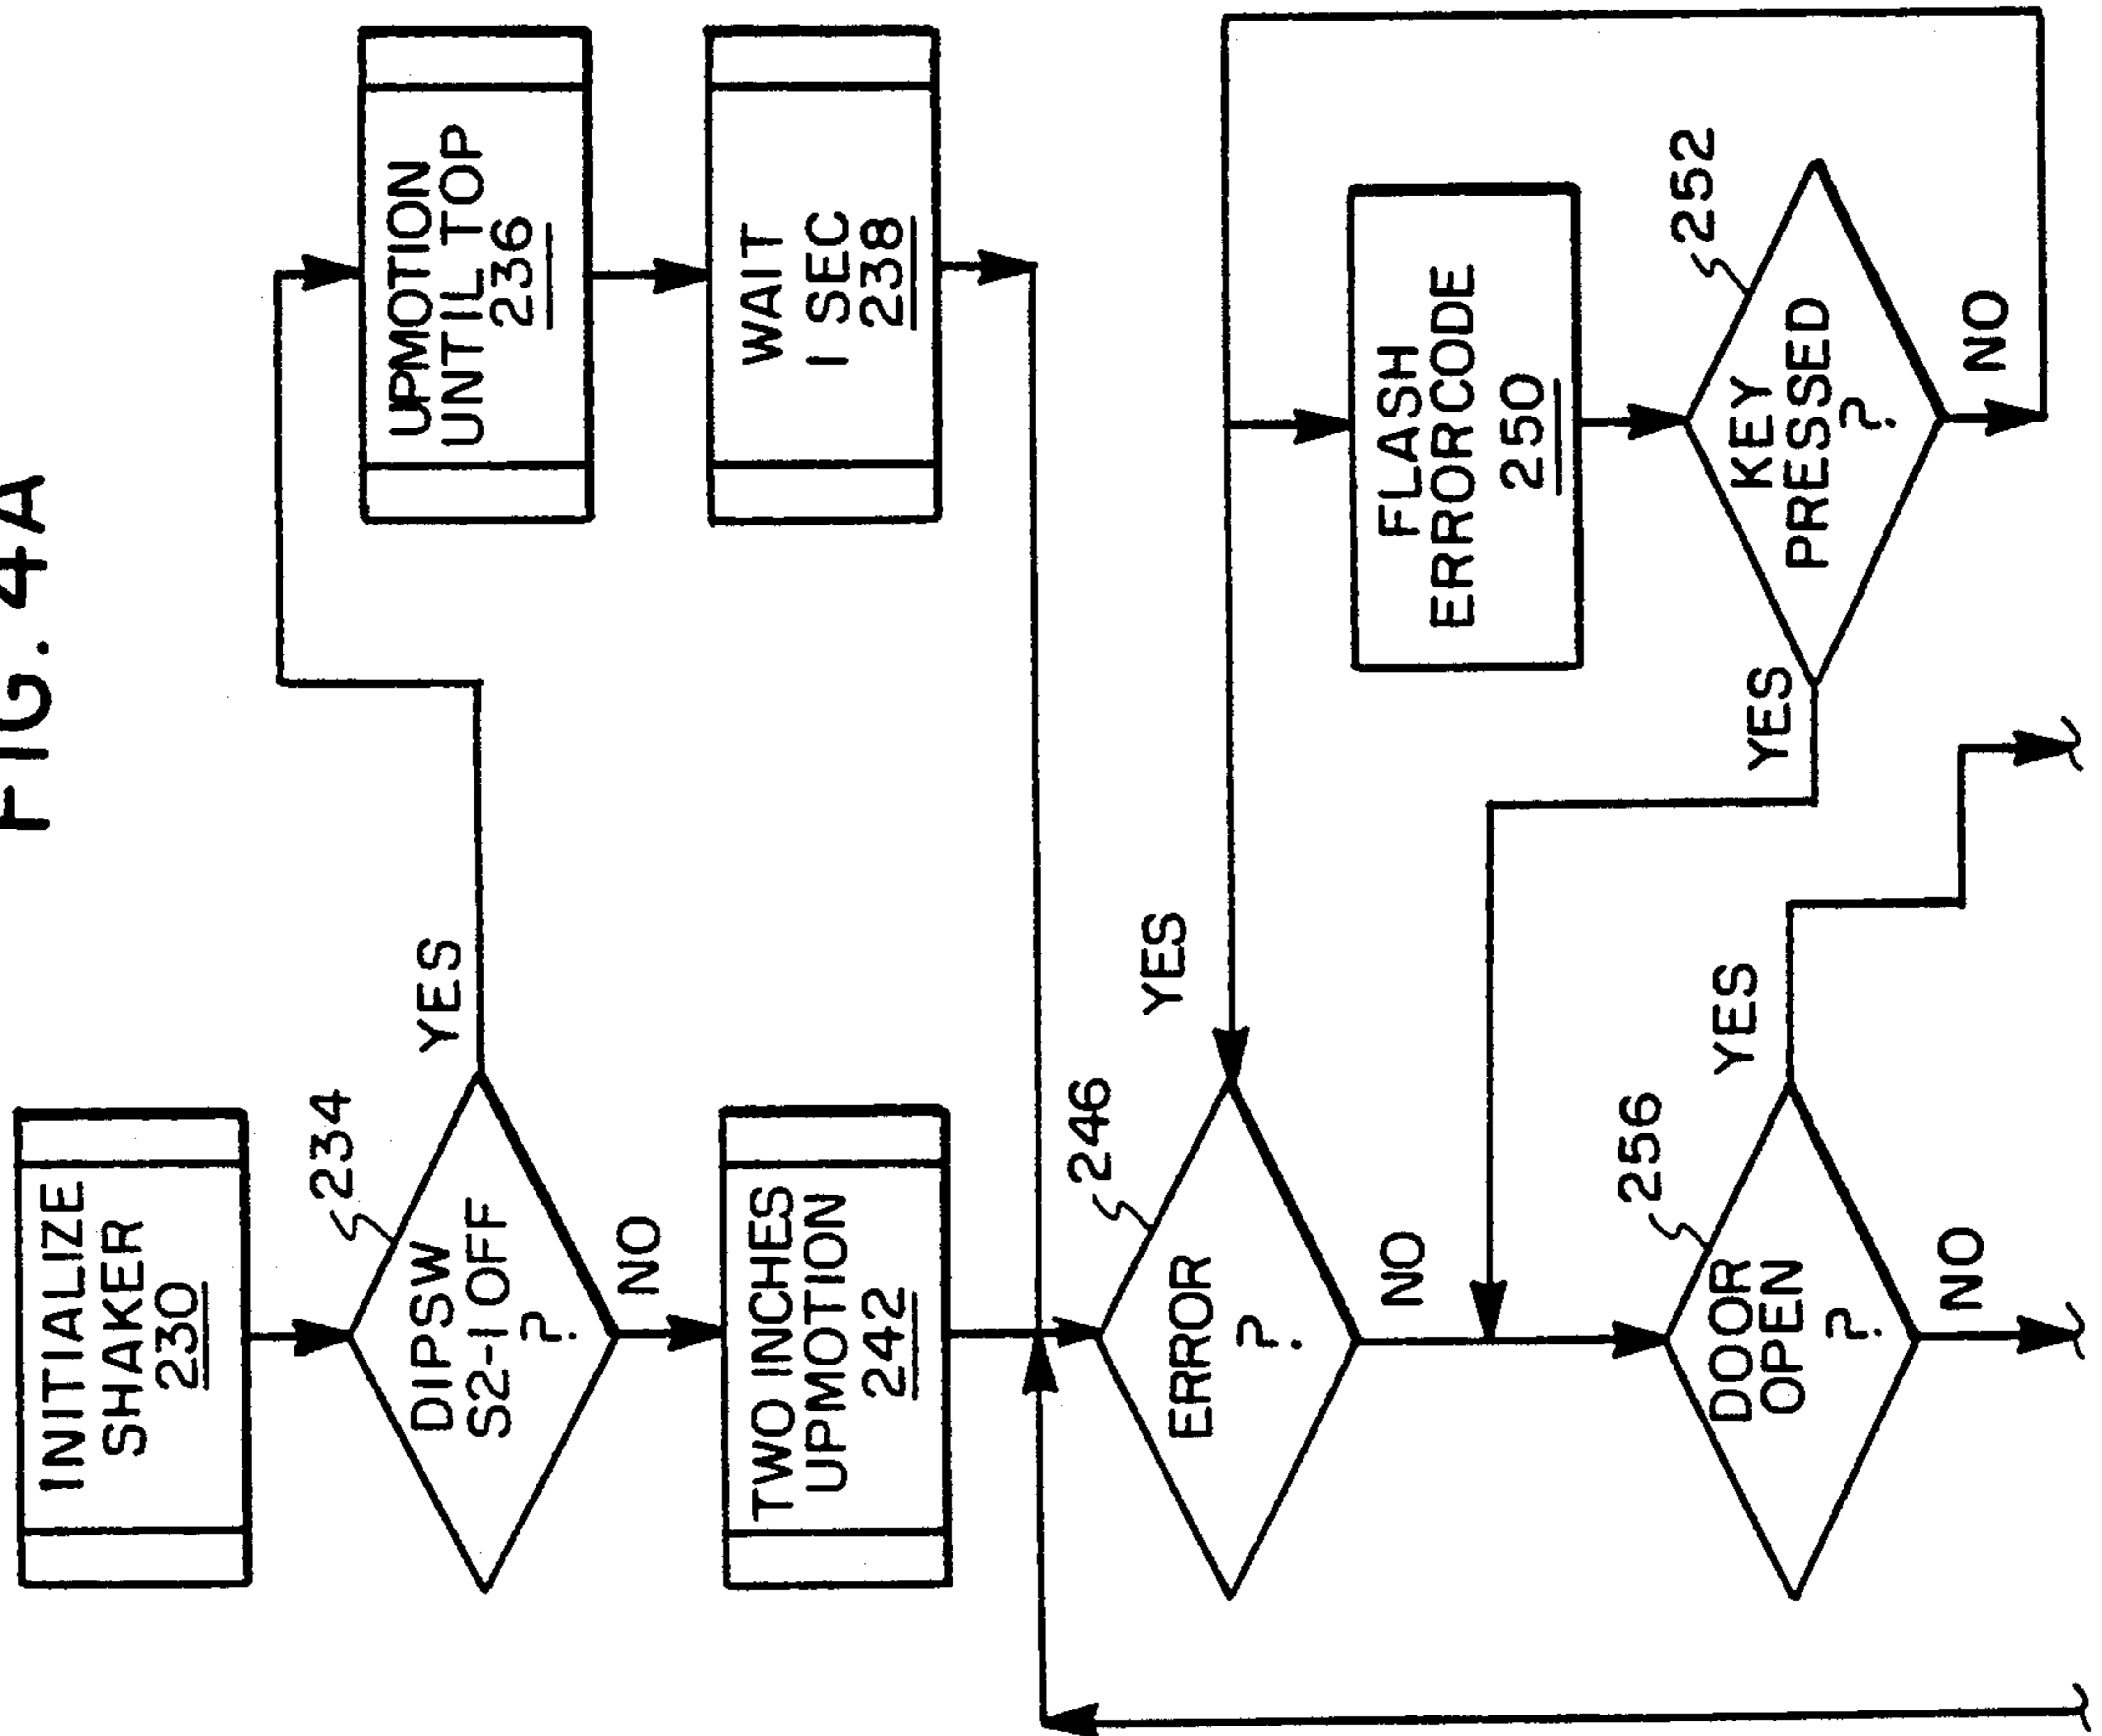 FIG. 4A
INITIALIZE
SHAKER
230
234
DIPSW
S2-1 OFF
?
YES
NO
UPMOTION
UNTIL TOP
236
WAIT
1 SEC
238
TWO INCHES
UPMOTION
242
246
ERROR
?
YES
NO
FLASH
ERROR CODE
250
252
KEY
PRESSED
?
YES
NO
256
DOOR
OPEN
?
YES
NO